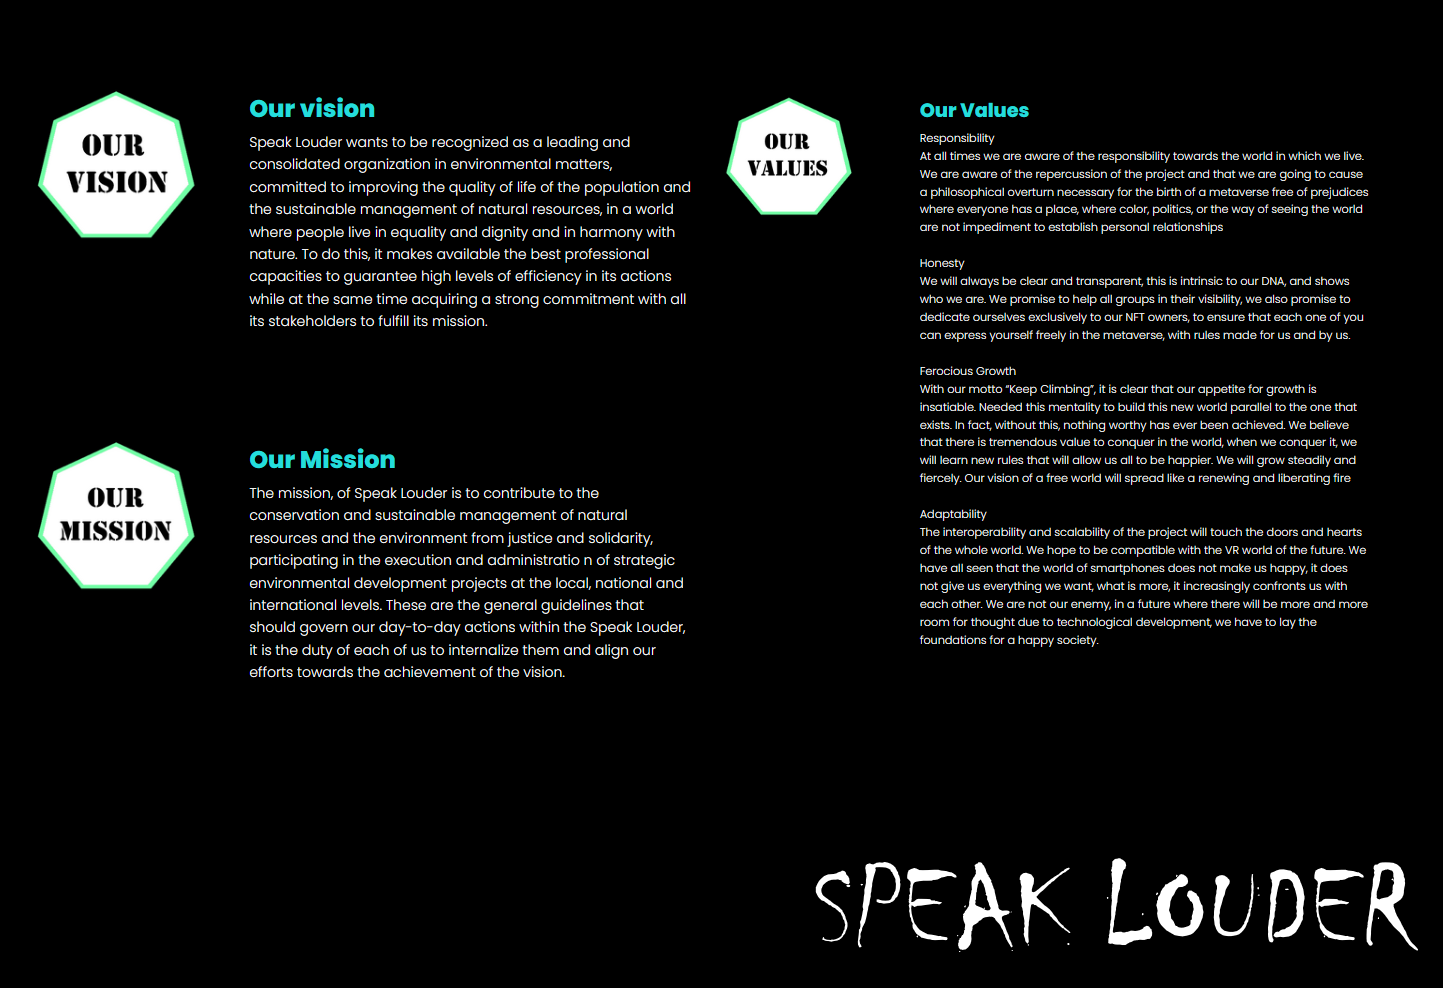 OUR
VISION
Our vision
Speak Louder wants to be recognized as a leading and
consolidated organization in environmental matters,
committed to improving the quality of life of the population and
the sustainable management of natural resources, in a world
where people live in equality and dignity and in harmony with
nature. To do this, it makes available the best professional
capacities to guarantee high levels of efficiency in its actions
while at the same time acquiring a strong commitment with all
its stakeholders to fulfill its mission.
OUR
MISSION
Our Mission
The mission, of Speak Louder is to contribute to the
conservation and sustainable management of natural
resources and the environment from justice and solidarity,
participating in the execution and administratio n of strategic
environmental development projects at the local, national and
international levels. These are the general guidelines that
should govern our day-to-day actions within the Speak Louder,
it is the duty of each of us to internalize them and align our
efforts towards the achievement of the vision.
OUR
VALUES
Our Values
Responsibility
At all times we are aware of the responsibility towards the world in which we live.
We are aware of the repercussion of the project and that we are going to cause
a philosophical overturn necessary for the birth of a metaverse free of prejudices
where everyone has a place, where color, politics, or the way of seeing the world
are not impediment to establish personal relationships
Honesty
We will always be clear and transparent, this is intrinsic to our DNA, and shows
who we are. We promise to help all groups in their visibility, we also promise to
dedicate ourselves exclusively to our NFT owners, to ensure that each one of you
can express yourself freely in the metaverse, with rules made for us and by us.
Ferocious Growth
With our motto “Keep Climbing”, it is clear that our appetite for growth is
insatiable. Needed this mentality to build this new world parallel to the one that
exists. In fact, without this, nothing worthy has ever been achieved. We believe
that there is tremendous value to conquer in the world, when we conquer it, we
will learn new rules that will allow us all to be happier. We will grow steadily and
fiercely. Our vision of a free world will spread like a renewing and liberating fire
Adaptability
The interoperability and scalability of the project will touch the doors and hearts
of the whole world. We hope to be compatible with the VR world of the future. We
have all seen that the world of smartphones does not make us happy, it does
not give us everything we want, what is more, it increasingly confronts us with
each other. We are not our enemy, in a future where there will be more and more
room for thought due to technological development, we have to lay the
foundations for a happy society.
SPEAK LOUDER